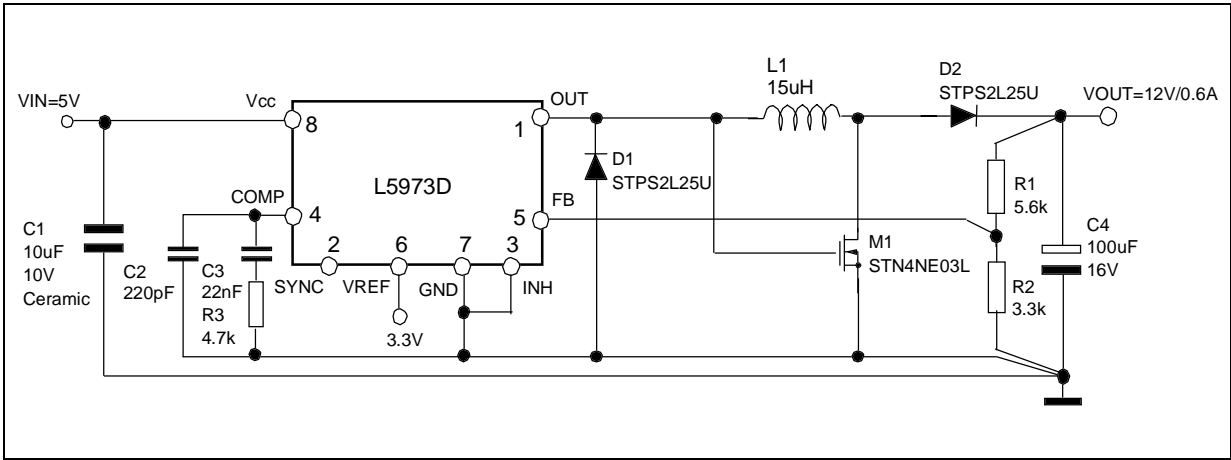 L1
15uH
D2
STPS2L25U
VIN=5V
Vcc
OUT
VOUT=12V/0.6A
8
1
D1
STPS2L25U
L5973D
COMP
FB
4
5
R1
5.6k
C1
10uF
10V
Ceramic
C2
220pF
C3
22nF
R3
4.7k
2
6
7
3
SYNC
VREF
GND
INH
3.3V
M1
STN4NE03L
C4
100uF
16V
R2
3.3k